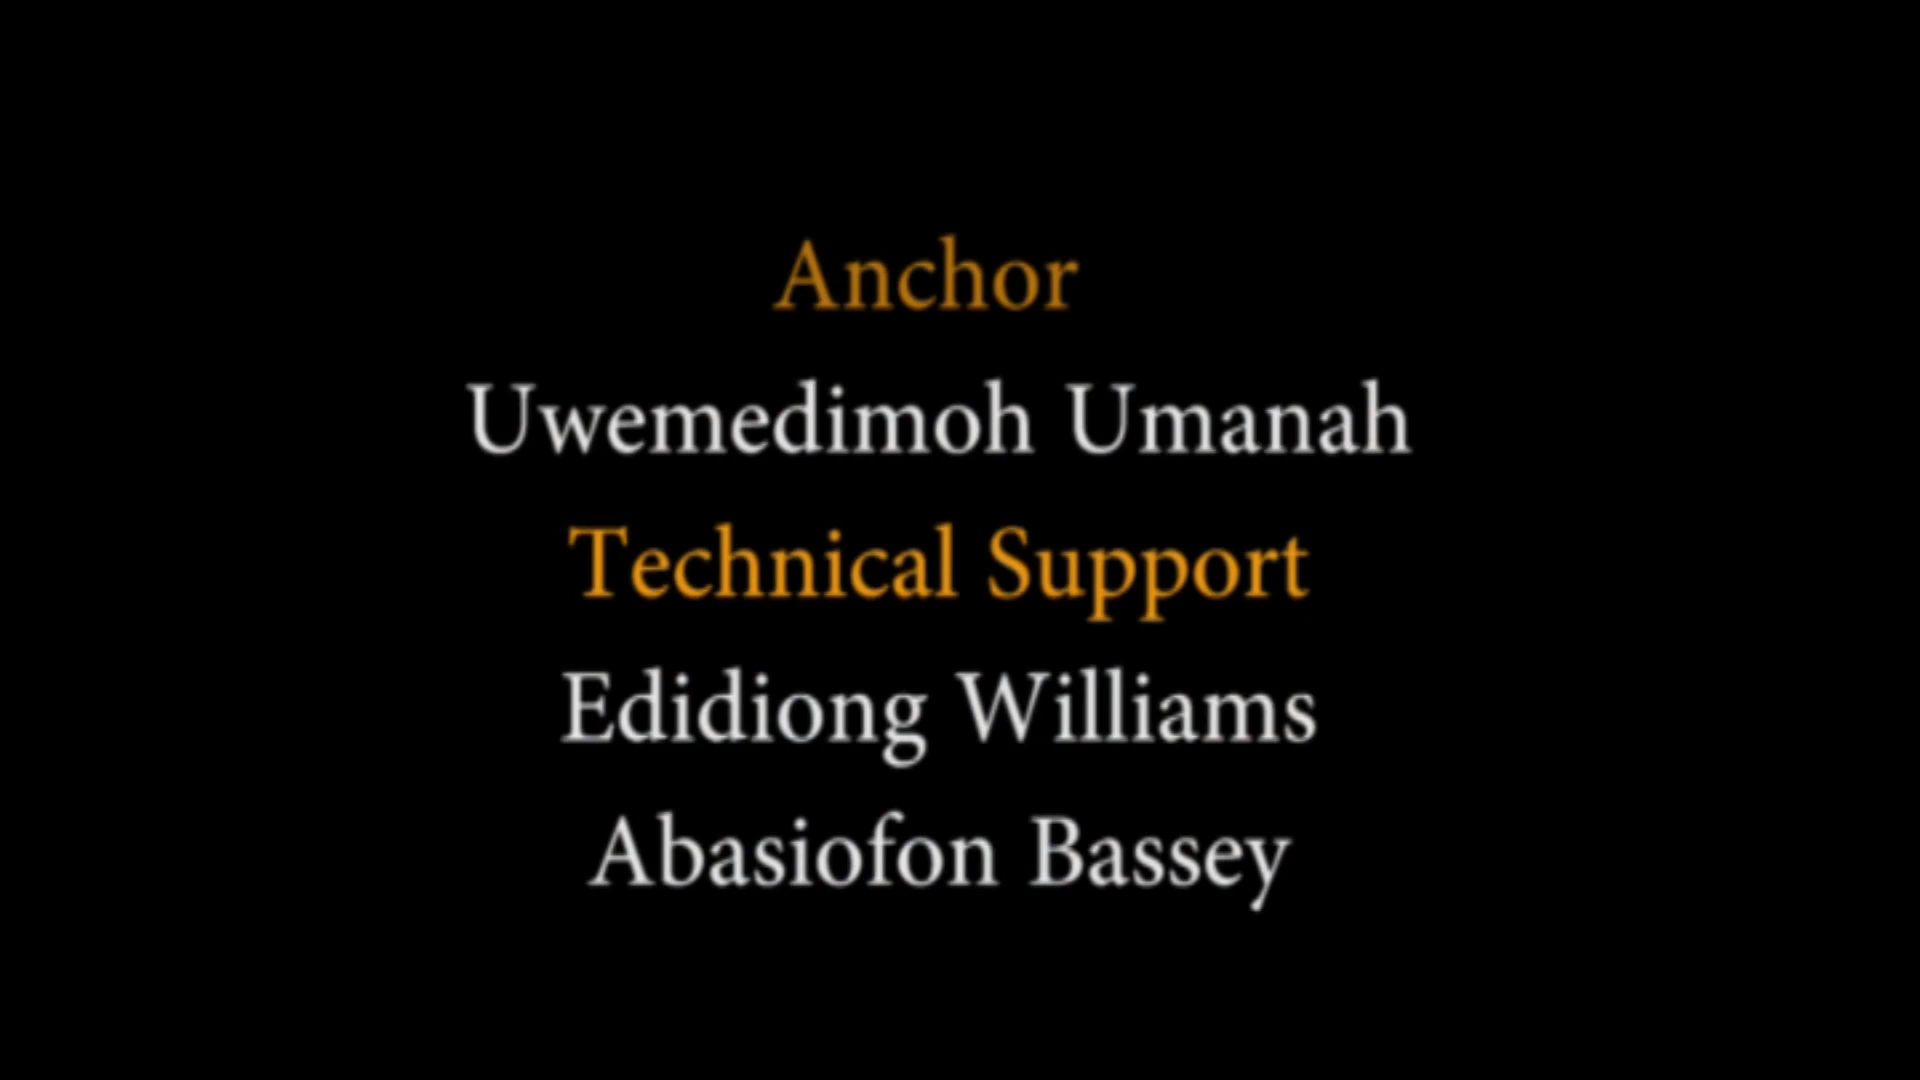 Anchor
Uwemedimoh Umanah
Technical Support
Edidiong Williams
Abasiofon Bassey